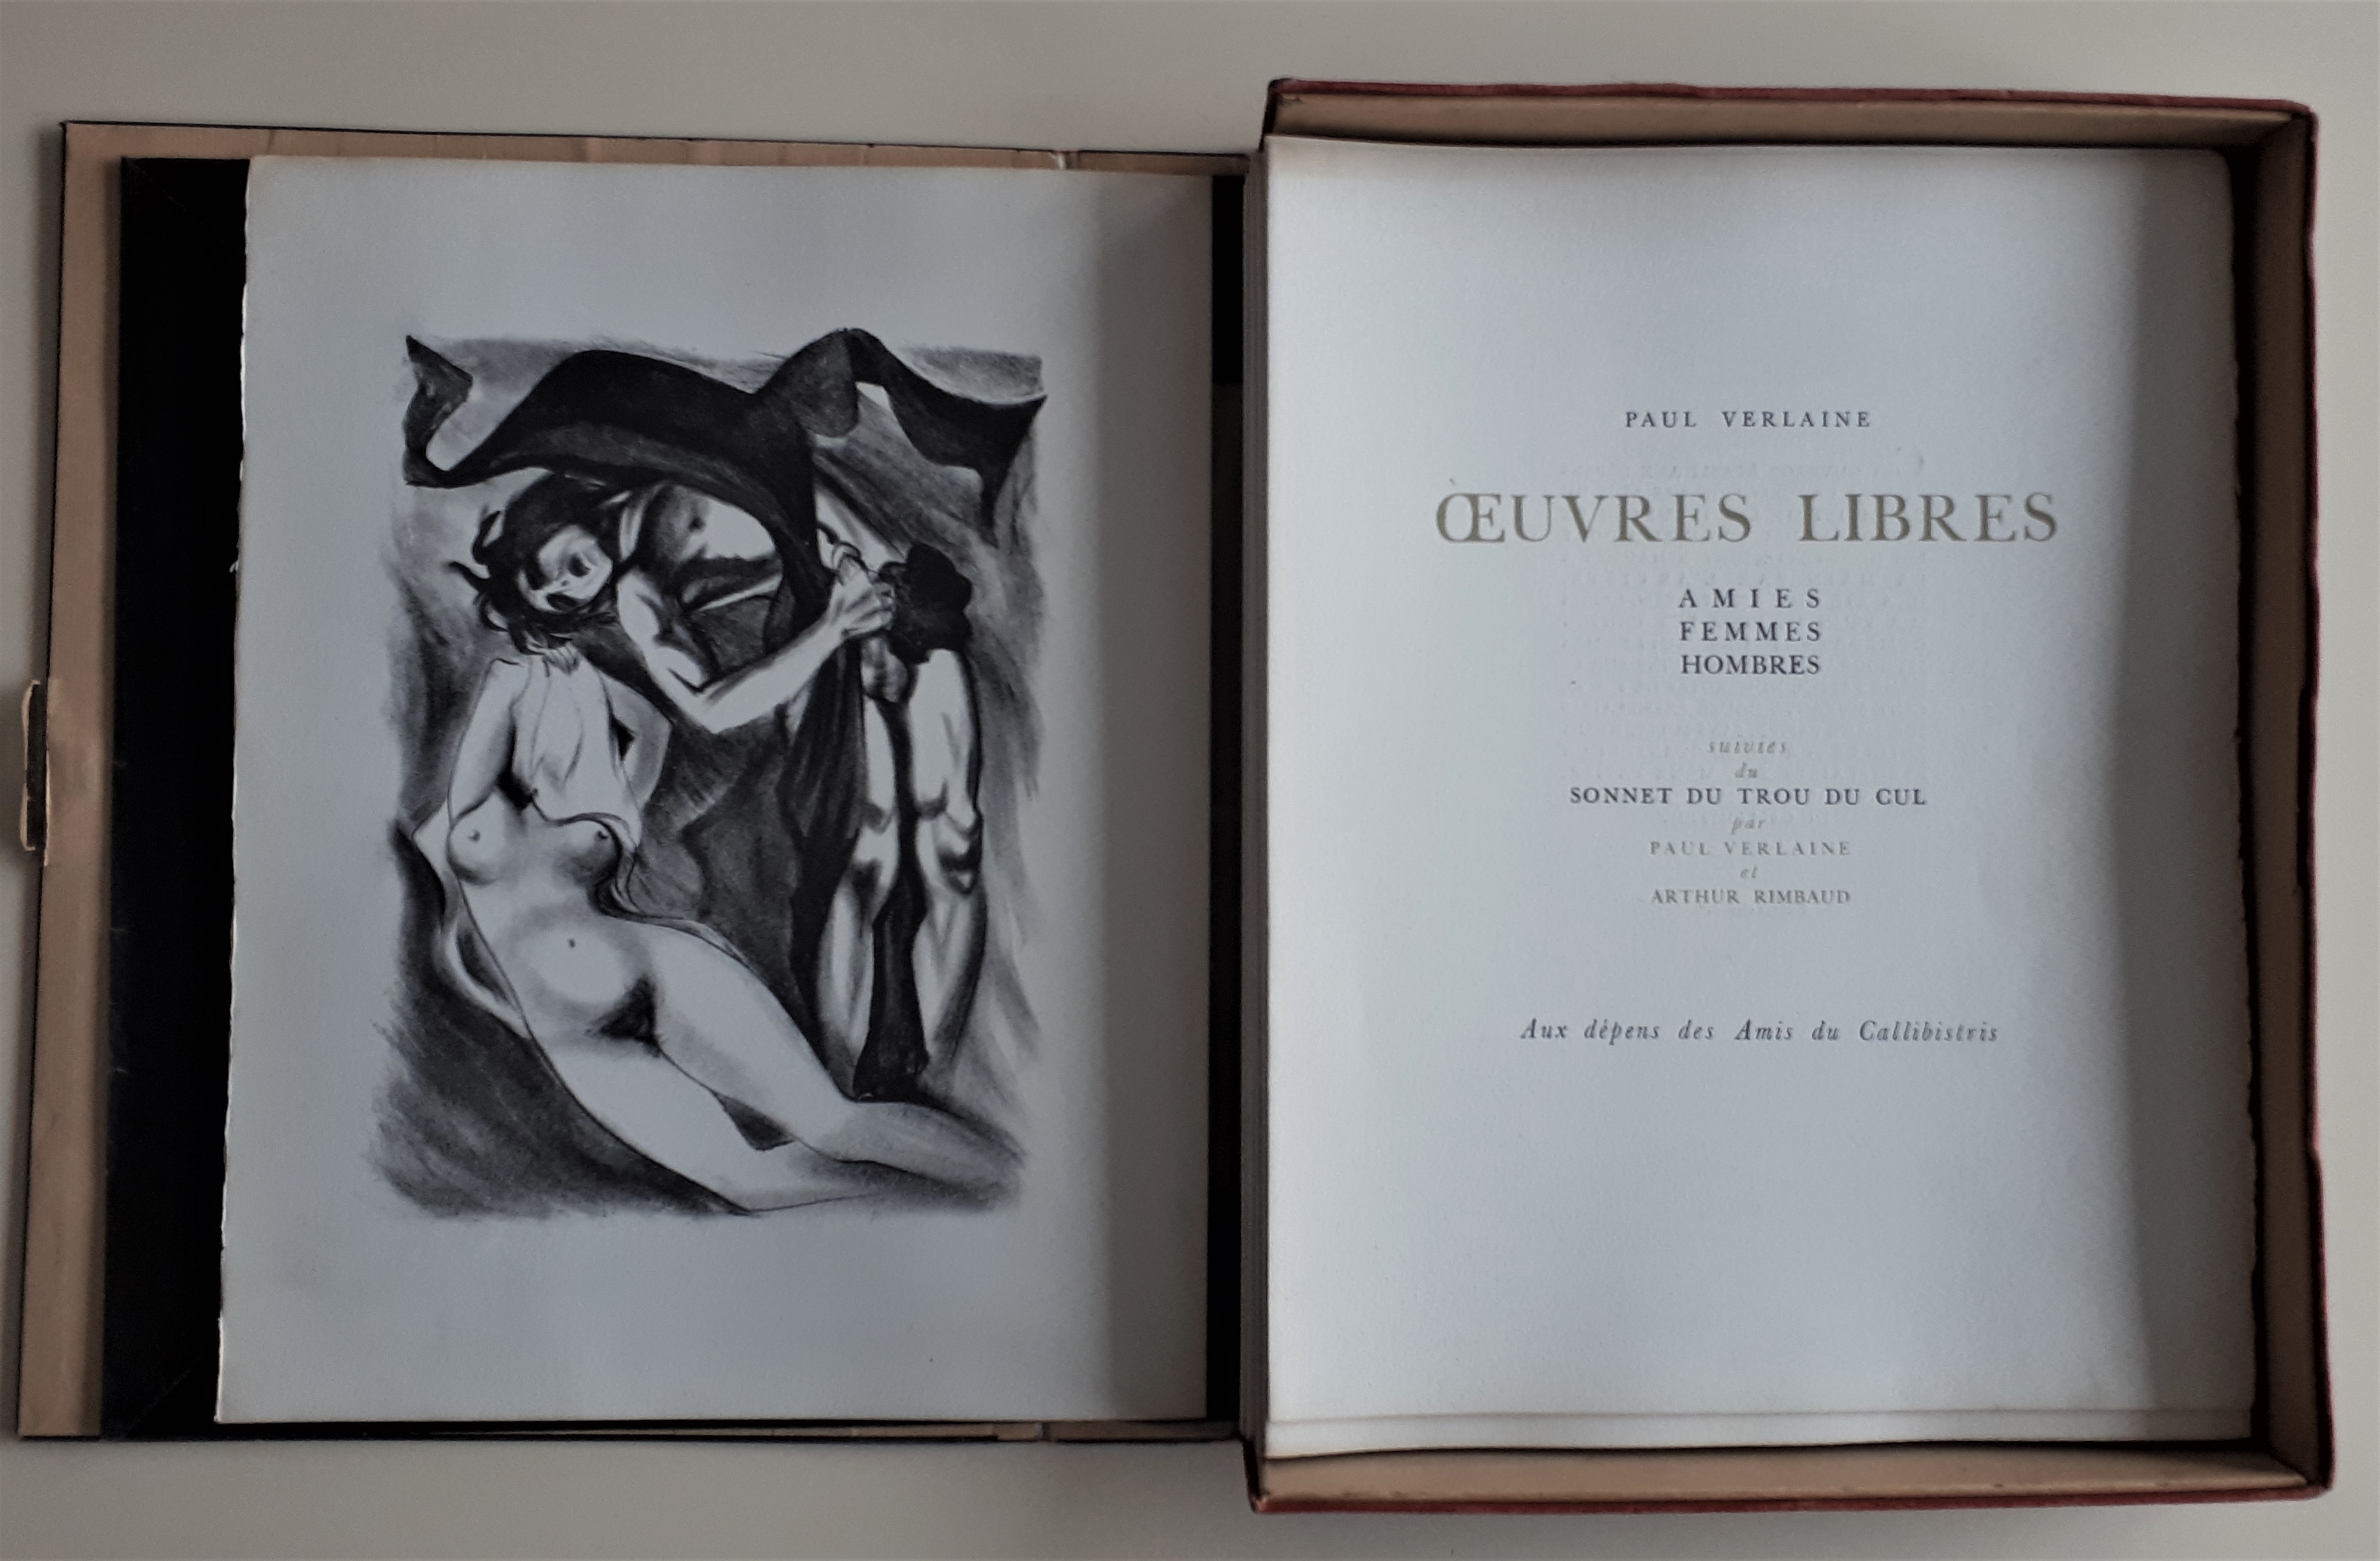 PAUL VERLAINE
ŒUVRES LIBRES
AMIES
FEMMES
HOMBRES
suivies
du
SONNET DU TROU DU CUL
par
PAUL VERLAINE
et
ARTHUR RIMBAUD
Aux dépens des Amis du Callibistris